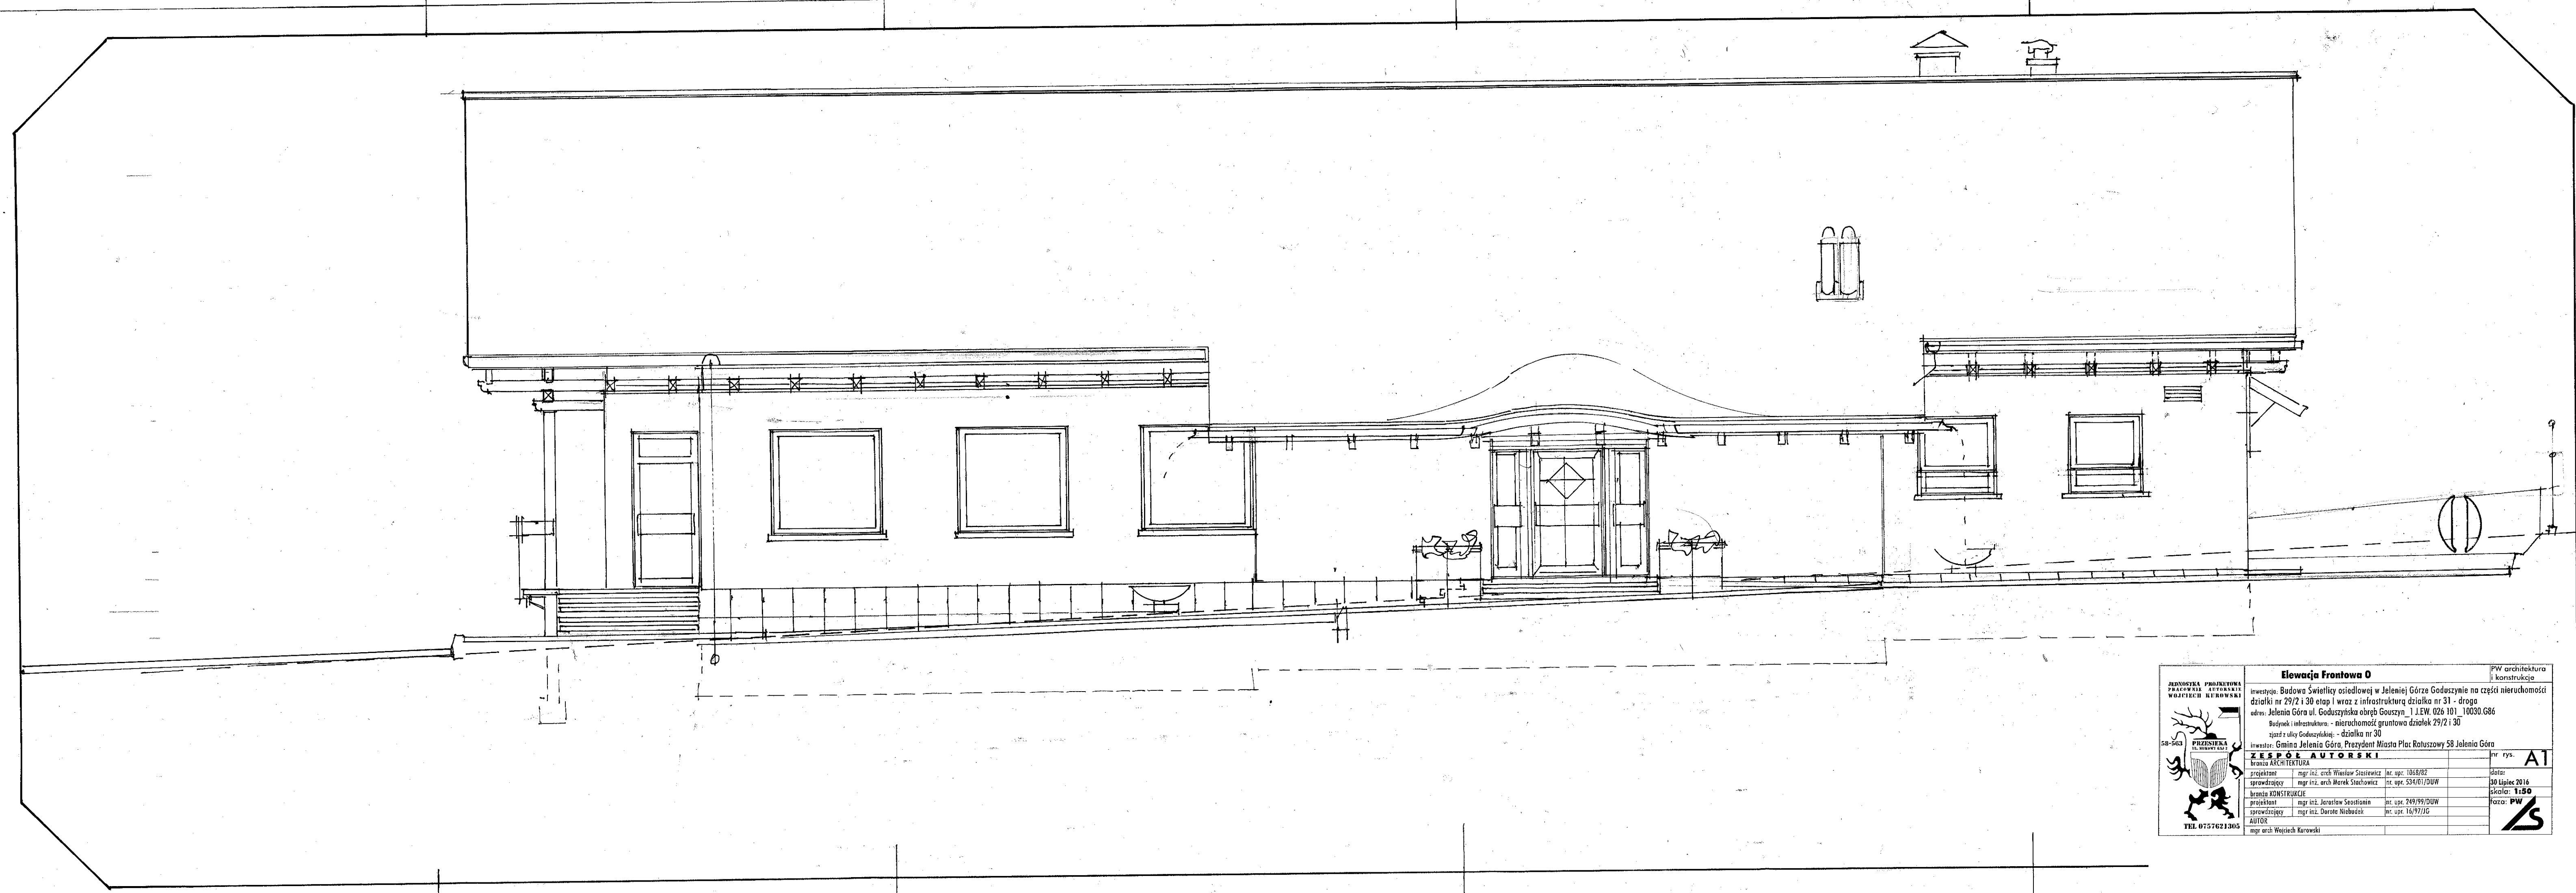 Elewacja Frontowa O
PW architektura
i konstrukcje
JEDNOSTKA PROJEKTOWA
PRACOWNIA AUTORSKIE
WOJCIECH KUROWSKI
inwestycja: Budowa Świetlicy osiedlowej w Jeleniej Górze Goduszynie na części nieruchomości
działki nr 29/2 i 30 etap I wraz z infrastrukturą działka nr 31 - droga
adres: Jelenia Góra ul. Goduszyńska obręb Gouszyn_1 J.EW. 026 101_10030.G86
Budynek i infrastruktura: - nieruchomość gruntowa działek 29/2 i 30
zjazd z ulicy Goduszyńskiej: - działka nr 30
inwestor: Gmina Jelenia Góra, Prezydent Miasta Plac Ratuszowy 58 Jelenia Góra
58-563 PRZESIEKA
ZESPÓŁ AUTORSKI
nr rys. A1
branża ARCHITEKTURA
projektant mgr inż. arch Wiesław Stasiewicz nr. upr. 1068/82
data:
sprawdzający mgr inż. arch Marek Stachowicz nr. upr. 534/01/DUW
30 Lipiec 2016
branża KONSTRUKCJE
skala: 1:50
projektant mgr inż. Jarosław Seostianin nr. upr. 249/99/DUW
faza: PW
sprawdzający mgr inż. Dorota Niebudek nr. upr. 16/97/JG
AUTOR
mgr arch Wojciech Kurowski
TEL 0757621305